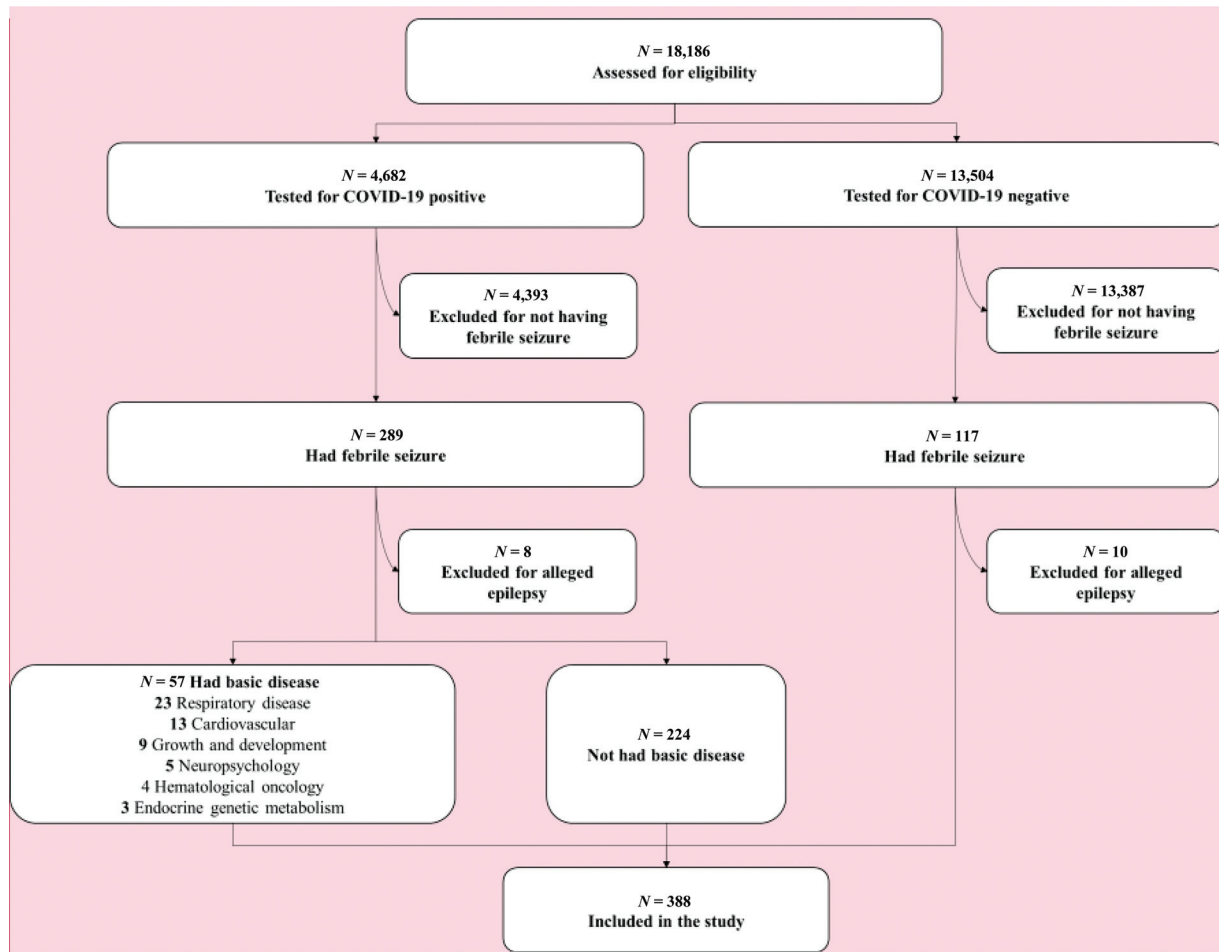 N = 18,186
Assessed for eligibility
N = 4,682
Tested for COVID-19 positive
N = 13,504
Tested for COVID-19 negative
N = 4,393
Excluded for not having
febrile seizure
N = 13,387
Excluded for not having
febrile seizure
N = 289
Had febrile seizure
N = 117
Had febrile seizure
N = 8
Excluded for alleged
epilepsy
N = 10
Excluded for alleged
epilepsy
N = 57 Had basic disease
23 Respiratory disease
13 Cardiovascular
9 Growth and development
5 Neuropsychology
4 Hematological oncology
3 Endocrine genetic metabolism
N = 224
Not had basic disease
N = 388
Included in the study